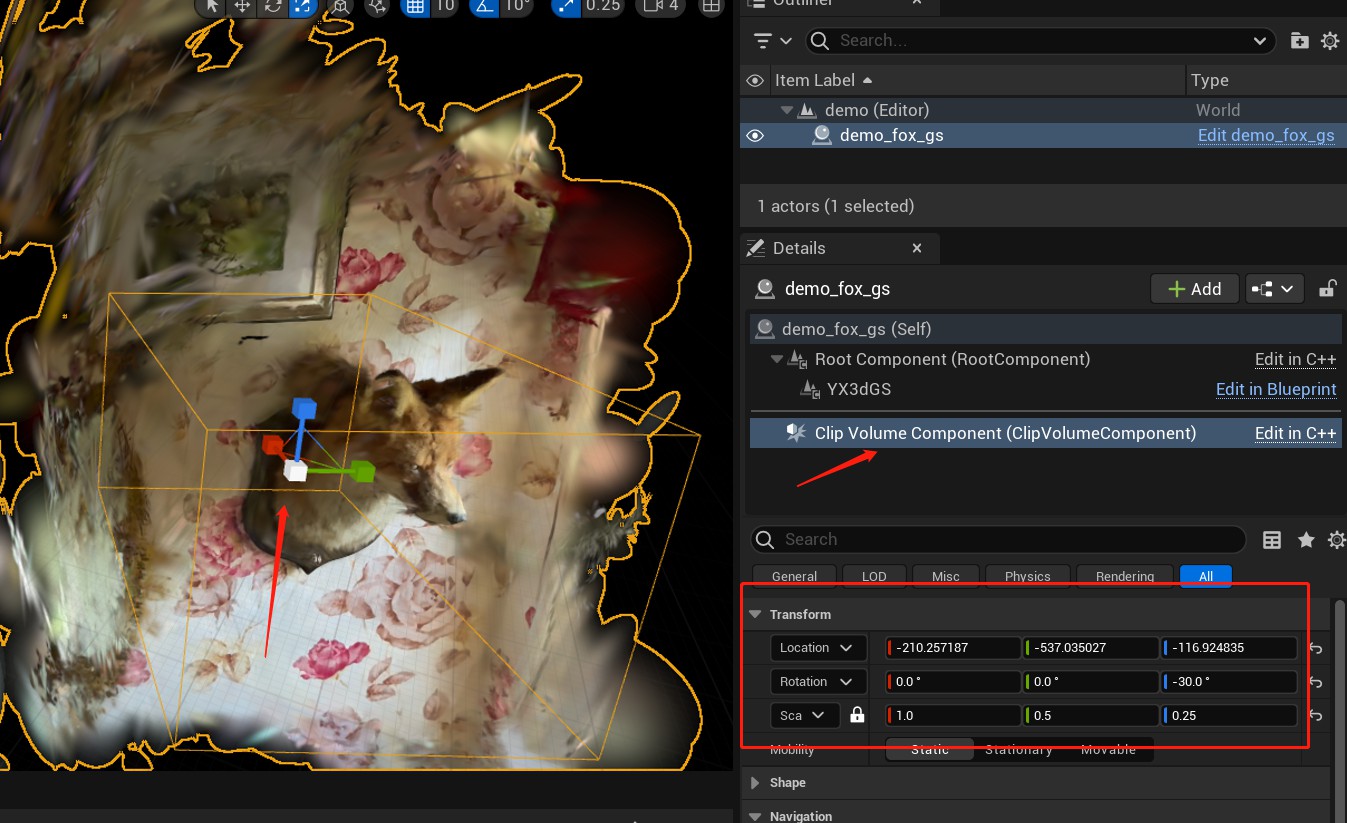 10
10°
0.25
4
Outliner
Search...
Item Label
Type
demo (Editor)
World
demo_fox_gs
Edit demo_fox_gs
1 actors (1 selected)
Details
demo_fox_gs
Add
demo_fox_gs (Self)
Root Component (RootComponent)
Edit in C++
YX3dGS
Edit in Blueprint
Clip Volume Component (ClipVolumeComponent)
Edit in C++
Search
General
LOD
Misc
Physics
Rendering
All
Transform
Location
-210.257187
-537.035027
-116.924835
Rotation
0.0 °
0.0 °
-30.0 °
Sca
1.0
0.5
0.25
Mobility
Static
Stationary
Movable
Shape
Navigation